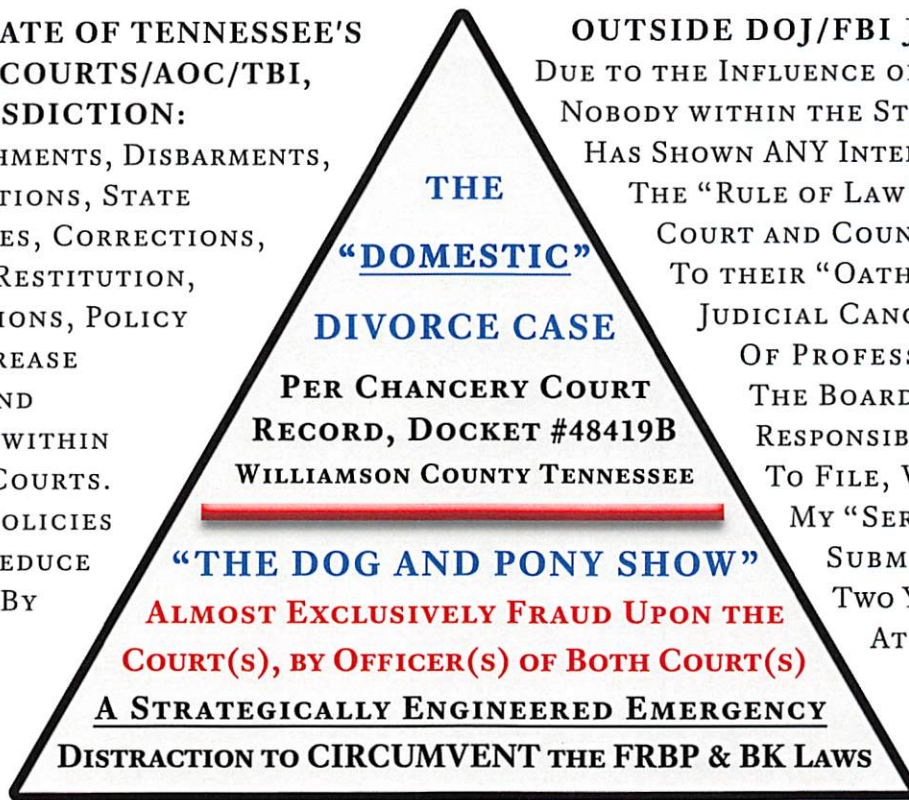 ATE OF TENNESSEE'S
COURTS/AOC/TBI,
SDICTION:
HMENTS, DISBARMENTS,
TIONS, STATE
ES, CORRECTIONS,
RESTITUTION,
IONS, POLICY
REASE
ND
WITHIN
COURTS.
OLICIES
EDUCE
BY
THE
“DOMESTIC”
DIVORCE CASE
PER CHANCERY COURT
RECORD, DOCKET #48419B
WILLIAMSON COUNTY TENNESSEE
“THE DOG AND PONY SHOW”
ALMOST EXCLUSIVELY FRAUD UPON THE
COURT(S), BY OFFICER(S) OF BOTH COURT(S)
A STRATEGICALLY ENGINEERED EMERGENCY
DISTRACTION TO CIRCUMVENT THE FRBP & BK LAWS
OUTSIDE DOJ/FBI J
DUE TO THE INFLUENCE O
NOBODY WITHIN THE ST
HAS SHOWN ANY INTE
THE “RULE OF LAW
COURT AND COUN
TO THEIR “OATH
JUDICIAL CANO
OF PROFESS
THE BOARD
RESPONSIB
TO FILE,
MY “SER
SUBM
TWO Y
AT